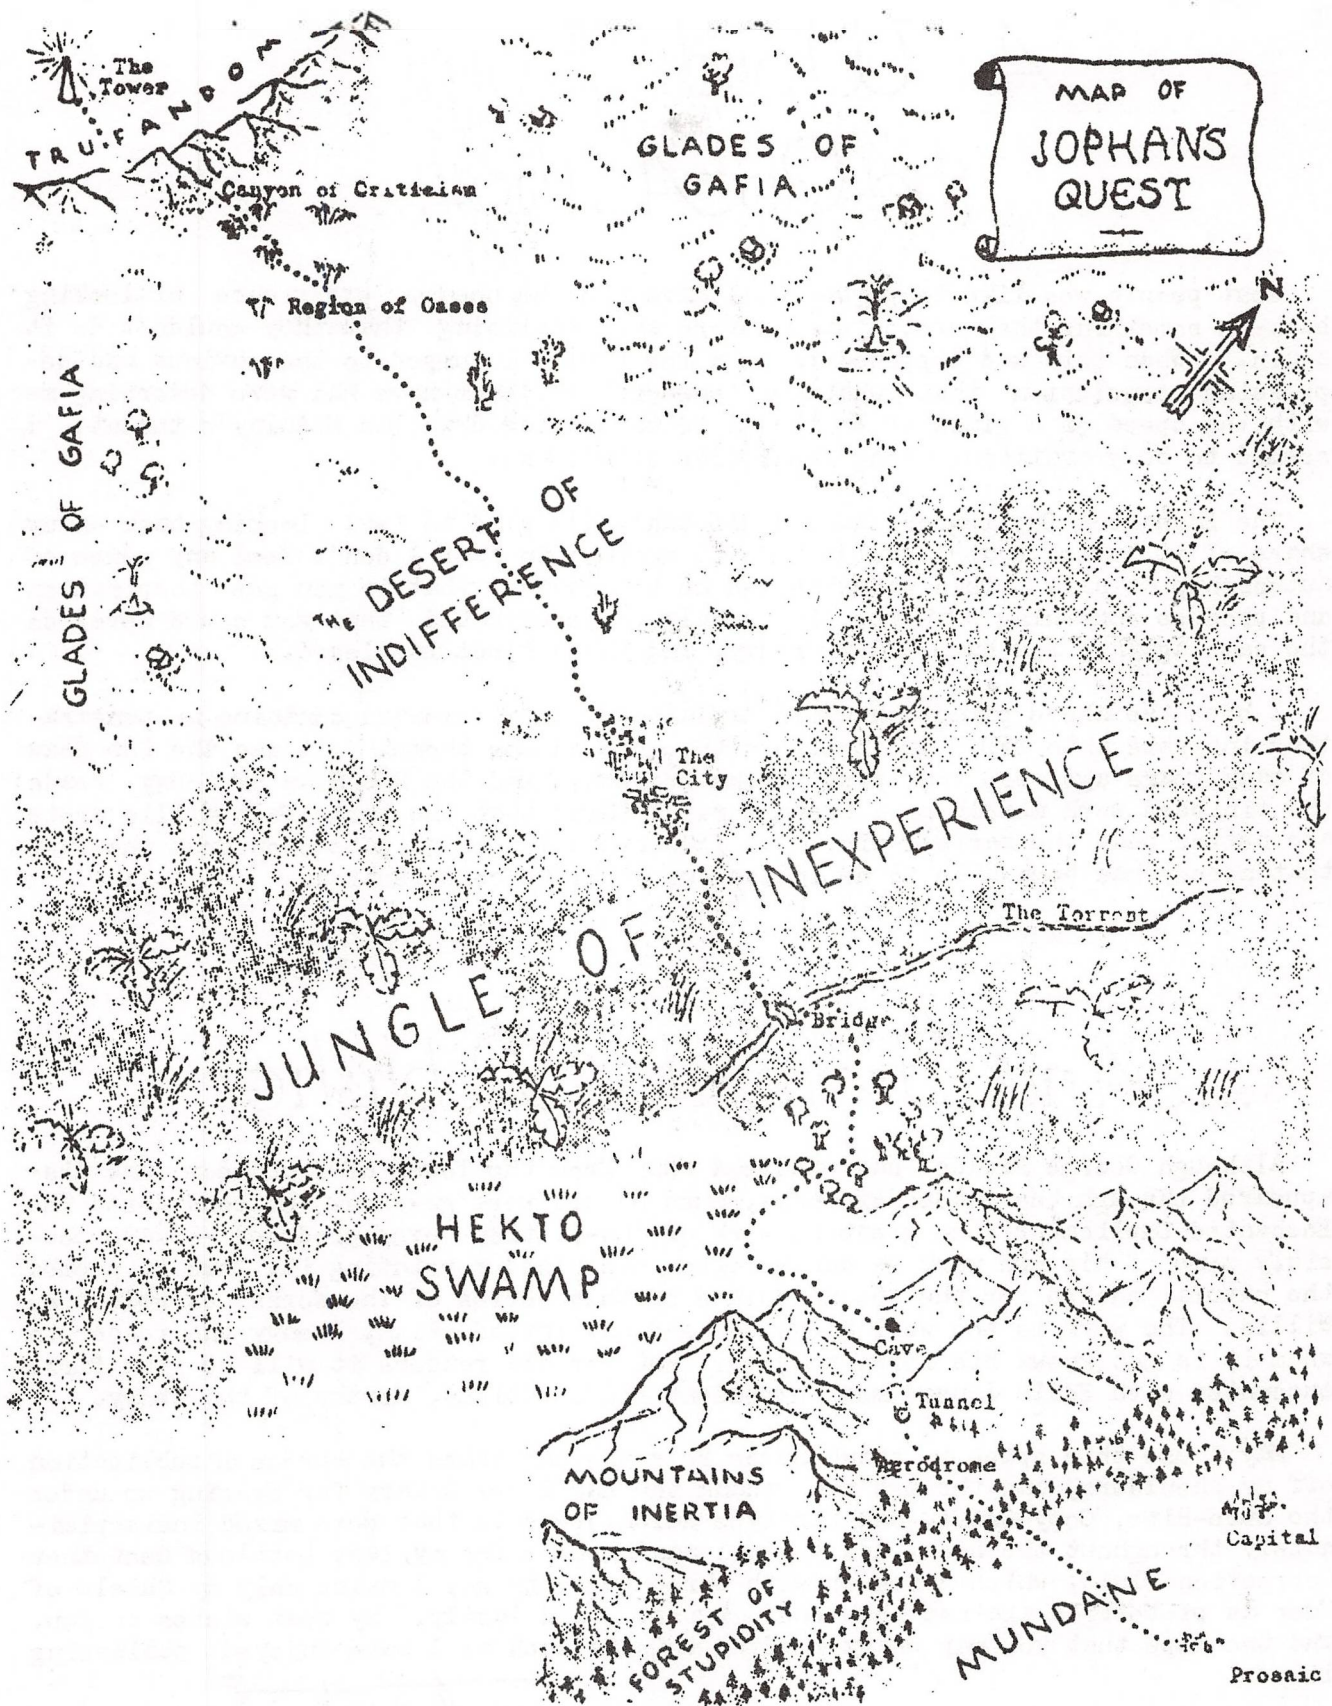 MAP OF
JOPHANS
QUEST
N
The
Tower
TRUFANDOM
GLADES OF
GAFIA
Canyon of Criticism
Region of Oases
GLADES OF GAFIA
THE DESERT OF
INDIFFERENCE
The
City
JUNGLE OF INEXPERIENCE
The Torrent
Bridge
HEKTO
SWAMP
Cave
Tunnel
Aerodrome
MOUNTAINS
OF INERTIA
Capital
FOREST OF
STUPIDITY
MUNDANE
Prosaic